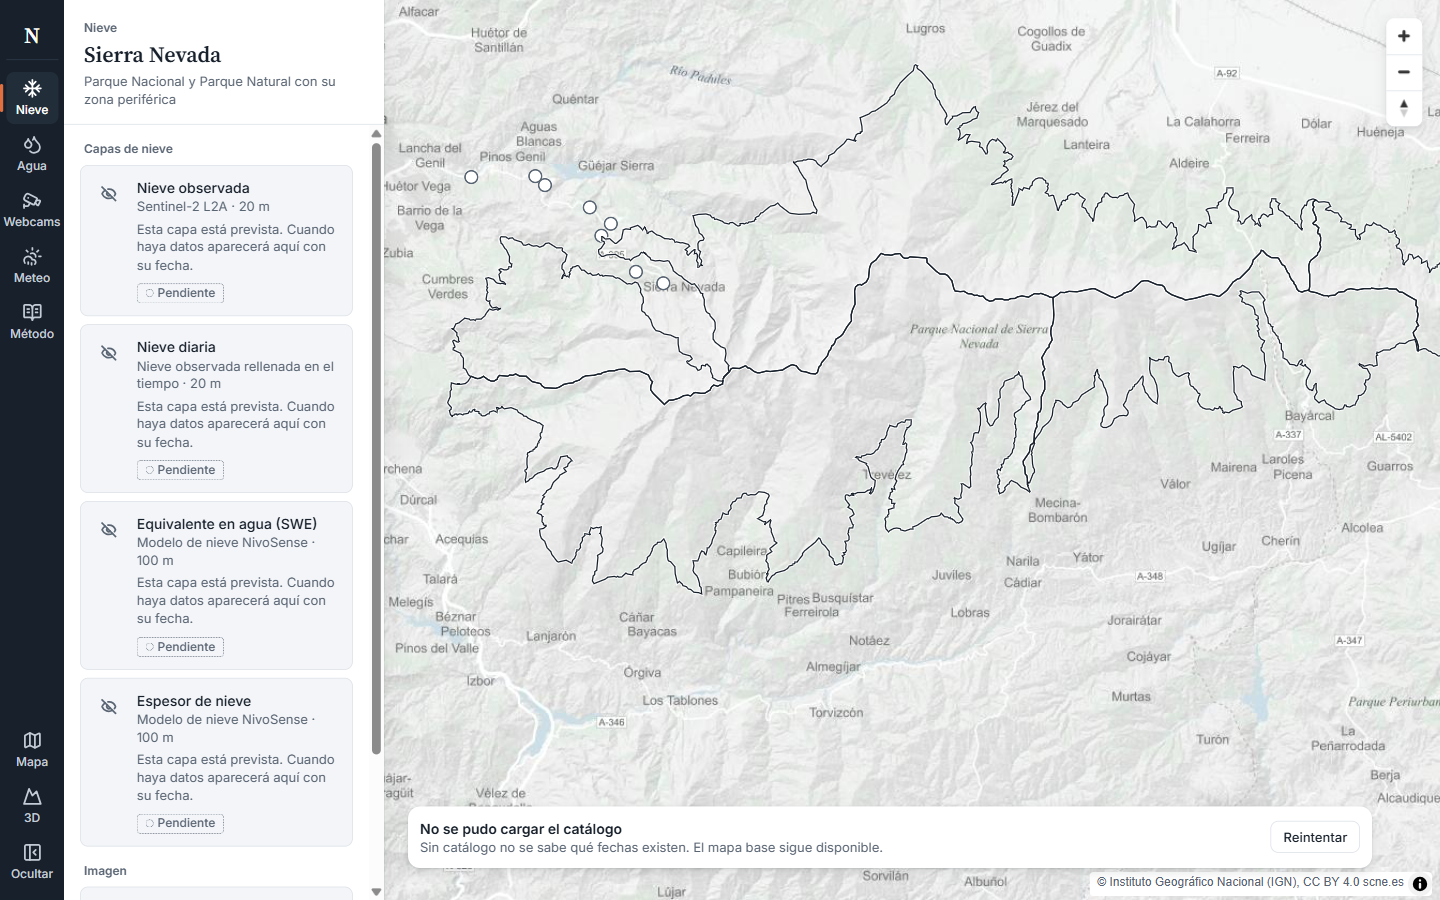 N
Nieve
Agua
Webcams
Meteo
Método
Mapa
3D
Ocultar
Nieve
Sierra Nevada
Parque Nacional y Parque Natural con su
zona periférica
Capas de nieve
Nieve observada
Sentinel-2 L2A · 20 m
Esta capa está prevista. Cuando
haya datos aparecerá aquí con
su fecha.
Pendiente
Nieve diaria
Nieve observada rellenada en el
tiempo · 20 m
Esta capa está prevista. Cuando
haya datos aparecerá aquí con
su fecha.
Pendiente
Equivalente en agua (SWE)
Modelo de nieve NivoSense ·
100 m
Esta capa está prevista. Cuando
haya datos aparecerá aquí con
su fecha.
Pendiente
Espesor de nieve
Modelo de nieve NivoSense ·
100 m
Esta capa está prevista. Cuando
haya datos aparecerá aquí con
su fecha.
Pendiente
Imagen
Alfacar
Huétor de
Santillán
Lugros
Cogollos de
Guadix
Río Padules
A-92
Quéntar
Jérez del
Marquesado
La Calahorra
Ferreira
Dólar
Huéneja
Aguas
Blancas
Lancha del
Genil
Pinos Genil
Güéjar Sierra
Lanteira
Aldeire
Huétor Vega
Barrio de la
Vega
Zubia
Cumbres
Verdes
Sierra Nevada
Parque Nacional de Sierra
Nevada
Bayárcal
A-337
AL-5402
Laroles
Picena
Mairena
Guarros
Válor
Trevélez
Dúrcal
Mecina-
Bombarón
Alcolea
Acequias
Capileira
Cherín
Ugíjar
Yátor
Narila
Cádiar
A-348
Juviles
Bubión
Pampaneira
Pitres
Busquístar
Ferreirola
Talará
Melegís
Béznar
Peloteos
Pinos del Valle
Cáñar
Bayacas
Lanjarón
Lobras
Jorairátar
A-347
Notáez
Almegíjar
Cojáyar
Órgiva
Izbor
Los Tablones
Murtas
Torvizcón
A-346
Parque Periurban
Turón
La
Peñarrodada
Berja
Alcaudique
Vélez de
No se pudo cargar el catálogo
Sin catálogo no se sabe qué fechas existen. El mapa base sigue disponible.
Reintentar
Sorvilán
Albuñol
Lújar
© Instituto Geográfico Nacional (IGN), CC BY 4.0 scne.es